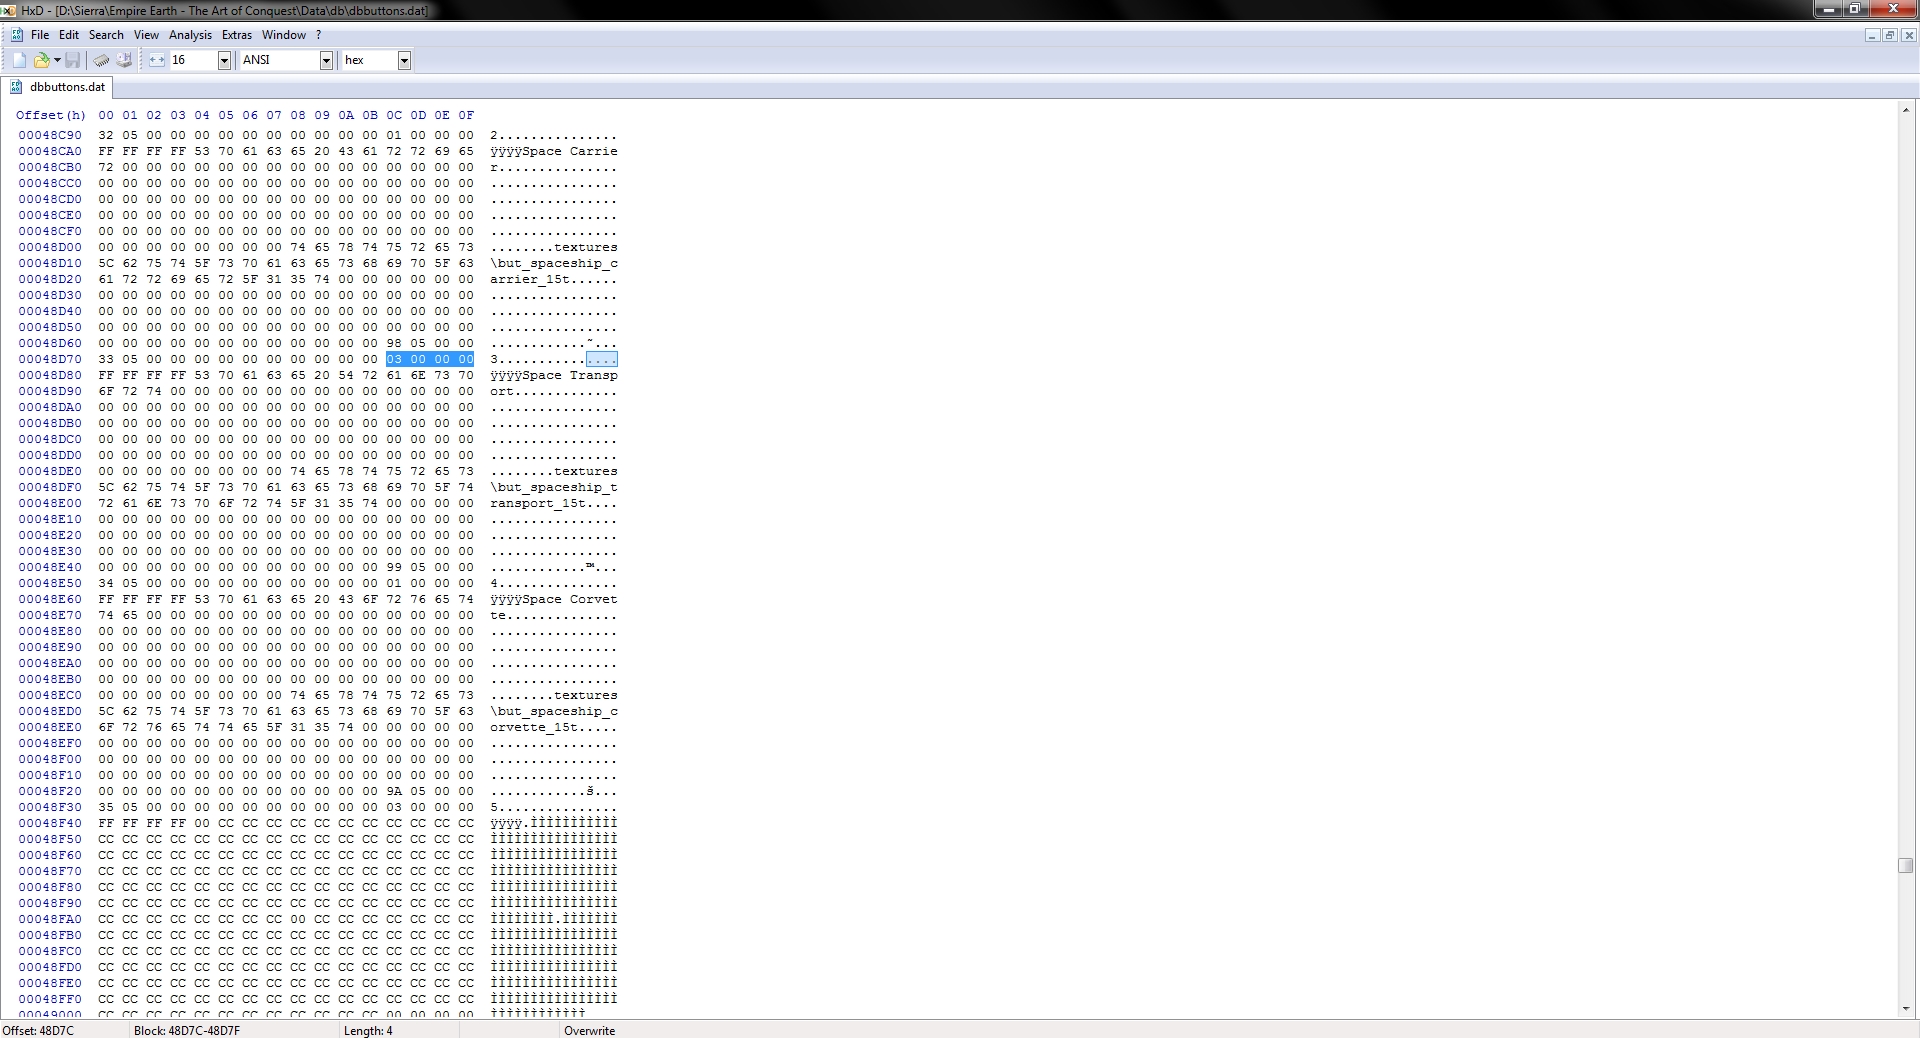 HxD - [D:\Sierra\Empire Earth - The Art of Conquest\Data\db\dbbuttons.dat]
File Edit Search View Analysis Extras Window ?
16 ANSI hex
dbbuttons.dat
Offset(h) 00 01 02 03 04 05 06 07 08 09 0A 0B 0C 0D 0E 0F
00048C90 32 05 00 00 00 00 00 00 00 00 00 00 01 00 00 00 2...............
00048CA0 FF FF FF FF 53 70 61 63 65 20 43 61 72 72 69 65 ÿÿÿÿSpace Carrie
00048CB0 72 00 00 00 00 00 00 00 00 00 00 00 00 00 00 00 r...............
00048CC0 00 00 00 00 00 00 00 00 00 00 00 00 00 00 00 00 ................
00048CD0 00 00 00 00 00 00 00 00 00 00 00 00 00 00 00 00 ................
00048CE0 00 00 00 00 00 00 00 00 00 00 00 00 00 00 00 00 ................
00048CF0 00 00 00 00 00 00 00 00 00 00 00 00 00 00 00 00 ................
00048D00 00 00 00 00 00 00 00 00 74 65 78 74 75 72 65 73 ........textures
00048D10 5C 62 75 74 5F 73 70 61 63 65 73 68 69 70 5F 63 \but_spaceship_c
00048D20 61 72 72 69 65 72 5F 31 35 74 00 00 00 00 00 00 arrier_15t......
00048D30 00 00 00 00 00 00 00 00 00 00 00 00 00 00 00 00 ................
00048D40 00 00 00 00 00 00 00 00 00 00 00 00 00 00 00 00 ................
00048D50 00 00 00 00 00 00 00 00 00 00 00 00 00 00 00 00 ................
00048D60 00 00 00 00 00 00 00 00 00 00 00 00 98 05 00 00 ............˜...
00048D70 33 05 00 00 00 00 00 00 00 00 00 00 03 00 00 00 3...............
00048D80 FF FF FF FF 53 70 61 63 65 20 54 72 61 6E 73 70 ÿÿÿÿSpace Transp
00048D90 6F 72 74 00 00 00 00 00 00 00 00 00 00 00 00 00 ort.............
00048DA0 00 00 00 00 00 00 00 00 00 00 00 00 00 00 00 00 ................
00048DB0 00 00 00 00 00 00 00 00 00 00 00 00 00 00 00 00 ................
00048DC0 00 00 00 00 00 00 00 00 00 00 00 00 00 00 00 00 ................
00048DD0 00 00 00 00 00 00 00 00 00 00 00 00 00 00 00 00 ................
00048DE0 00 00 00 00 00 00 00 00 74 65 78 74 75 72 65 73 ........textures
00048DF0 5C 62 75 74 5F 73 70 61 63 65 73 68 69 70 5F 74 \but_spaceship_t
00048E00 72 61 6E 73 70 6F 72 74 5F 31 35 74 00 00 00 00 ransport_15t....
00048E10 00 00 00 00 00 00 00 00 00 00 00 00 00 00 00 00 ................
00048E20 00 00 00 00 00 00 00 00 00 00 00 00 00 00 00 00 ................
00048E30 00 00 00 00 00 00 00 00 00 00 00 00 00 00 00 00 ................
00048E40 00 00 00 00 00 00 00 00 00 00 00 00 99 05 00 00 ............™...
00048E50 34 05 00 00 00 00 00 00 00 00 00 00 01 00 00 00 4...............
00048E60 FF FF FF FF 53 70 61 63 65 20 43 6F 72 76 65 74 ÿÿÿÿSpace Corvet
00048E70 74 65 00 00 00 00 00 00 00 00 00 00 00 00 00 00 te..............
00048E80 00 00 00 00 00 00 00 00 00 00 00 00 00 00 00 00 ................
00048E90 00 00 00 00 00 00 00 00 00 00 00 00 00 00 00 00 ................
00048EA0 00 00 00 00 00 00 00 00 00 00 00 00 00 00 00 00 ................
00048EB0 00 00 00 00 00 00 00 00 00 00 00 00 00 00 00 00 ................
00048EC0 00 00 00 00 00 00 00 00 74 65 78 74 75 72 65 73 ........textures
00048ED0 5C 62 75 74 5F 73 70 61 63 65 73 68 69 70 5F 63 \but_spaceship_c
00048EE0 6F 72 76 65 74 74 65 5F 31 35 74 00 00 00 00 00 orvette_15t.....
00048EF0 00 00 00 00 00 00 00 00 00 00 00 00 00 00 00 00 ................
00048F00 00 00 00 00 00 00 00 00 00 00 00 00 00 00 00 00 ................
00048F10 00 00 00 00 00 00 00 00 00 00 00 00 00 00 00 00 ................
00048F20 00 00 00 00 00 00 00 00 00 00 00 00 9A 05 00 00 ............š...
00048F30 35 05 00 00 00 00 00 00 00 00 00 00 03 00 00 00 5...............
00048F40 FF FF FF FF 00 CC CC CC CC CC CC CC CC CC CC CC ÿÿÿÿ.ÌÌÌÌÌÌÌÌÌÌÌ
00048F50 CC CC CC CC CC CC CC CC CC CC CC CC CC CC CC CC ÌÌÌÌÌÌÌÌÌÌÌÌÌÌÌÌ
00048F60 CC CC CC CC CC CC CC CC CC CC CC CC CC CC CC CC ÌÌÌÌÌÌÌÌÌÌÌÌÌÌÌÌ
00048F70 CC CC CC CC CC CC CC CC CC CC CC CC CC CC CC CC ÌÌÌÌÌÌÌÌÌÌÌÌÌÌÌÌ
00048F80 CC CC CC CC CC CC CC CC CC CC CC CC CC CC CC CC ÌÌÌÌÌÌÌÌÌÌÌÌÌÌÌÌ
00048F90 CC CC CC CC CC CC CC CC CC CC CC CC CC CC CC CC ÌÌÌÌÌÌÌÌÌÌÌÌÌÌÌÌ
00048FA0 CC CC CC CC CC CC CC CC 00 CC CC CC CC CC CC CC ÌÌÌÌÌÌÌÌ.ÌÌÌÌÌÌÌ
00048FB0 CC CC CC CC CC CC CC CC CC CC CC CC CC CC CC CC ÌÌÌÌÌÌÌÌÌÌÌÌÌÌÌÌ
00048FC0 CC CC CC CC CC CC CC CC CC CC CC CC CC CC CC CC ÌÌÌÌÌÌÌÌÌÌÌÌÌÌÌÌ
00048FD0 CC CC CC CC CC CC CC CC CC CC CC CC CC CC CC CC ÌÌÌÌÌÌÌÌÌÌÌÌÌÌÌÌ
00048FE0 CC CC CC CC CC CC CC CC CC CC CC CC CC CC CC CC ÌÌÌÌÌÌÌÌÌÌÌÌÌÌÌÌ
00048FF0 CC CC CC CC CC CC CC CC CC CC CC CC CC CC CC CC ÌÌÌÌÌÌÌÌÌÌÌÌÌÌÌÌ
00049000 CC CC CC CC CC CC CC CC CC CC CC CC 00 00 00 00 ÌÌÌÌÌÌÌÌÌÌÌÌ
Offset: 48D7C Block: 48D7C-48D7F Length: 4 Overwrite